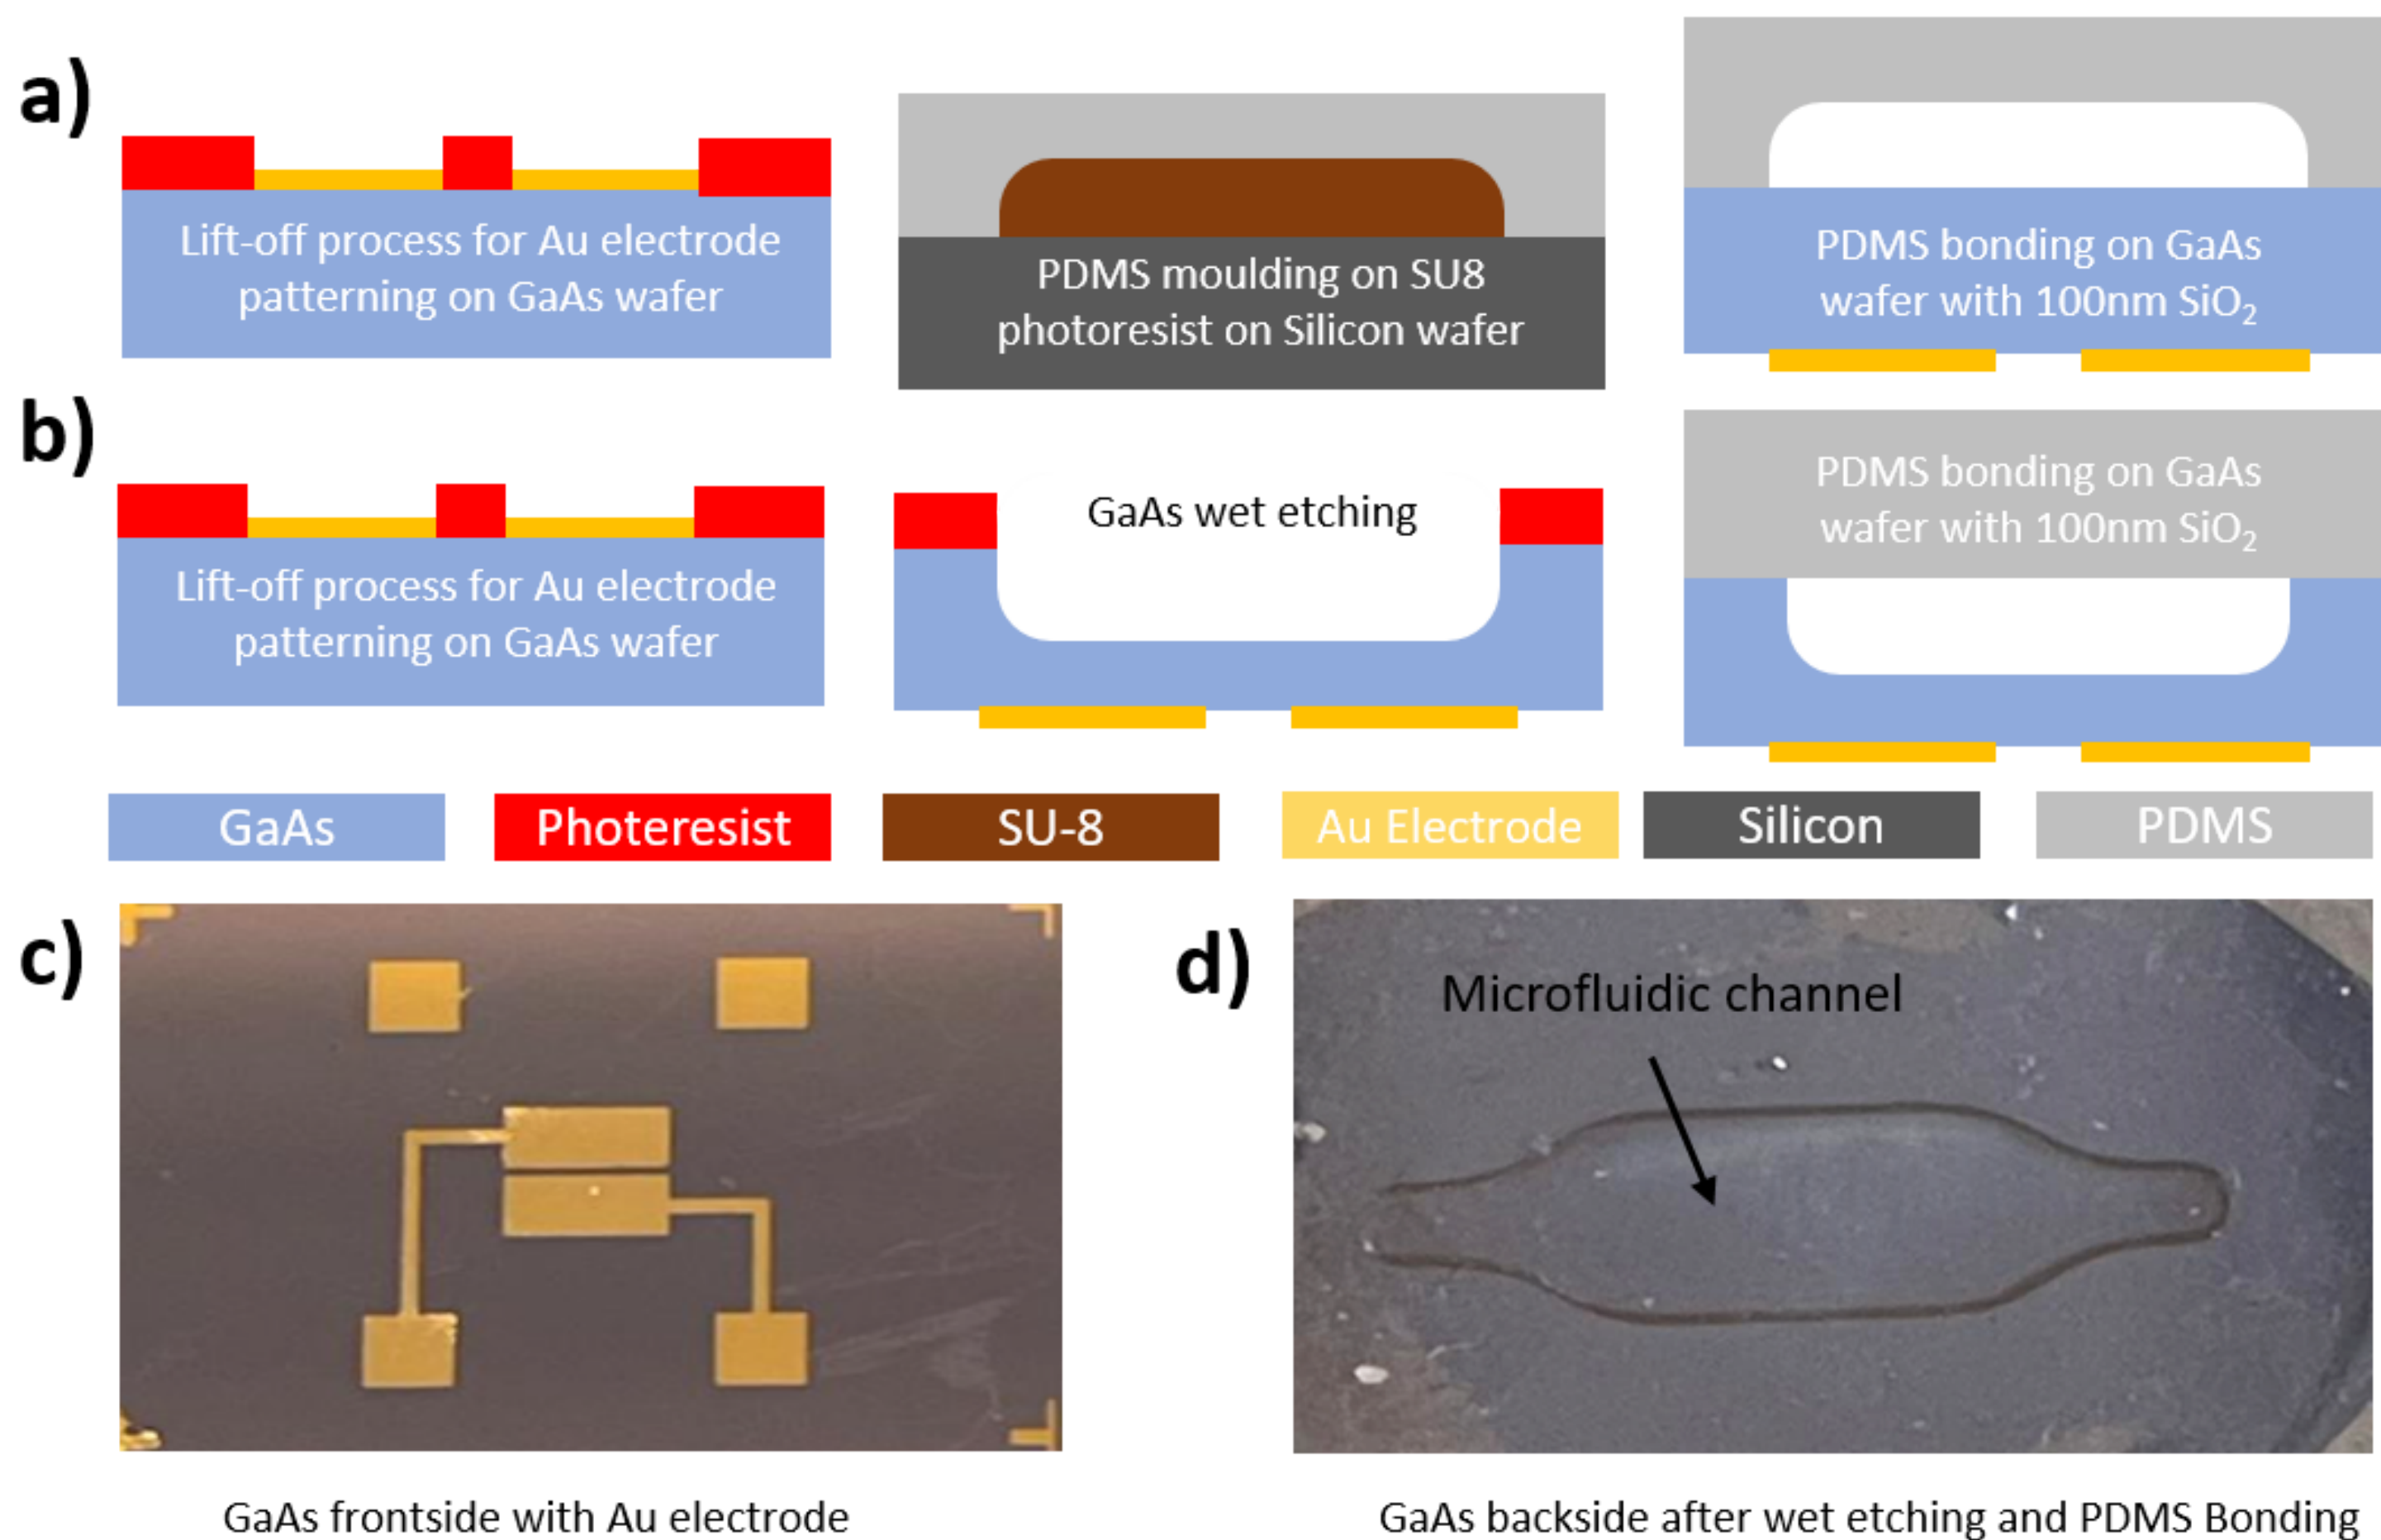 a)
Lift-off process for Au electrode
patterning on GaAs wafer
PDMS moulding on SU8
photoresist on Silicon wafer
PDMS bonding on GaAs
wafer with 100nm SiO₂
b)
Lift-off process for Au electrode
patterning on GaAs wafer
GaAs wet etching
PDMS bonding on GaAs
wafer with 100nm SiO₂
GaAs
Photeresist
SU-8
Au Electrode
Silicon
PDMS
c)
d)
Microfluidic channel
GaAs frontside with Au electrode
GaAs backside after wet etching and PDMS Bonding